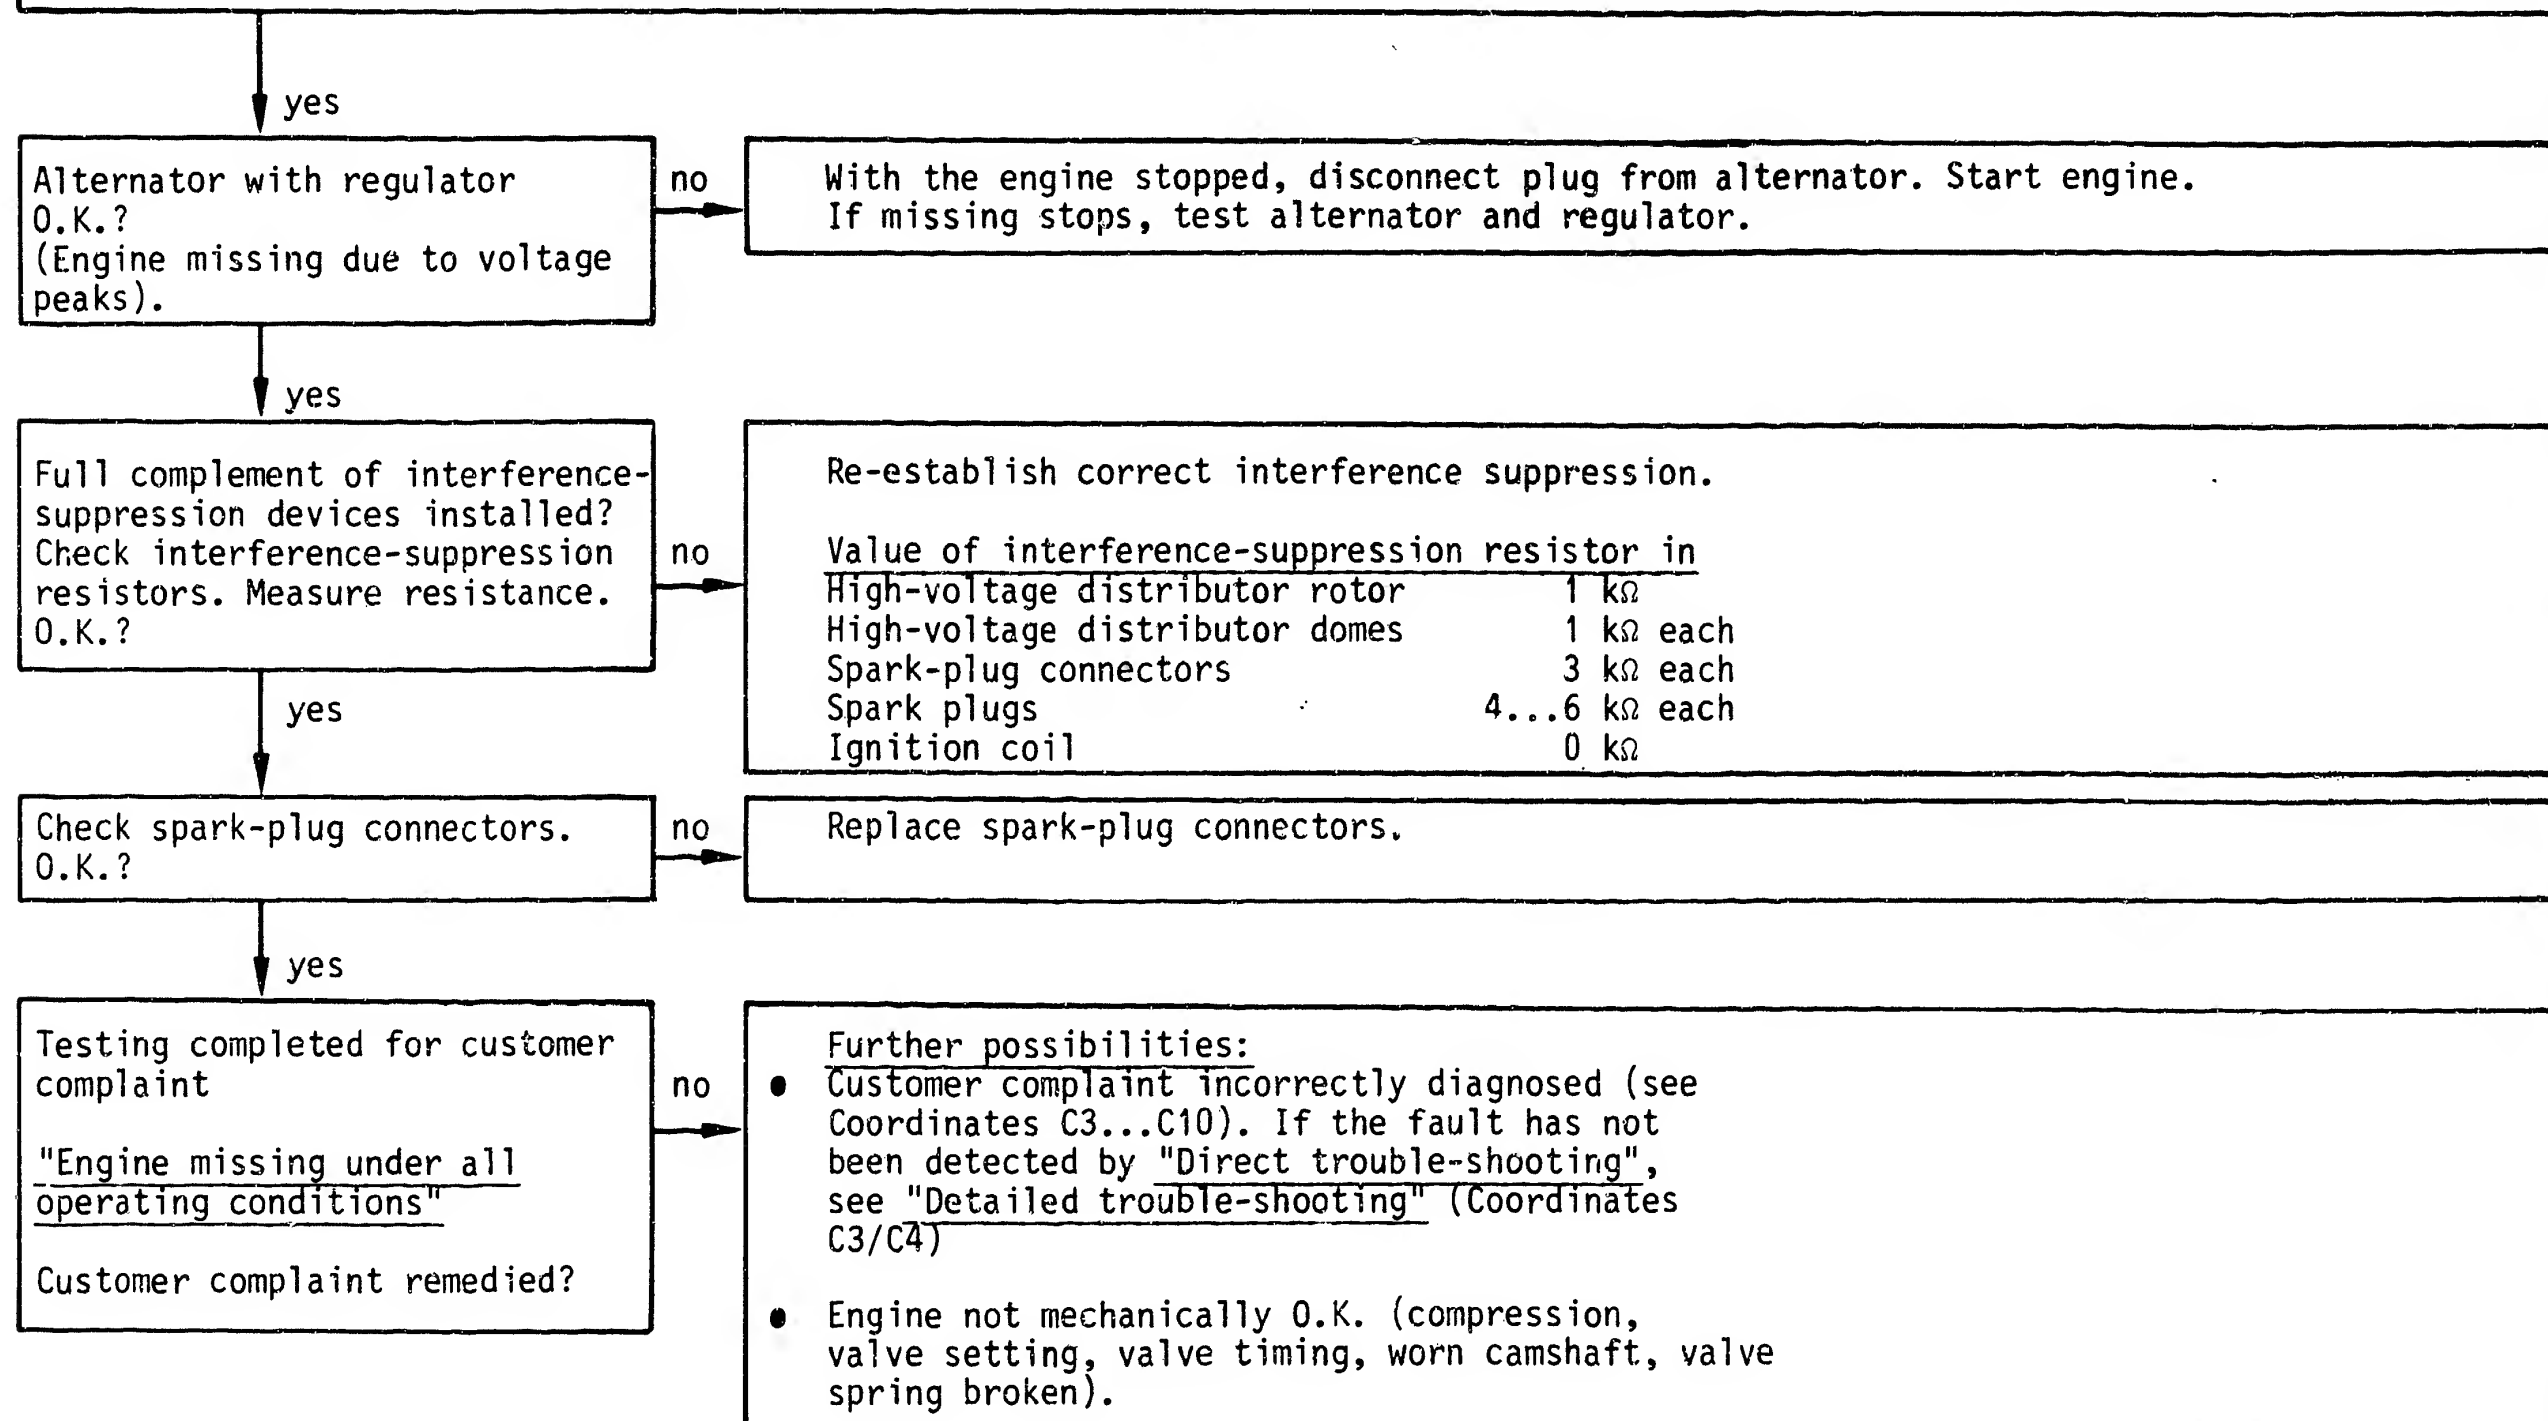 yes
Alternator with regulator
O.K.?
(Engine missing due to voltage
peaks).
no
With the engine stopped, disconnect plug from alternator. Start engine.
If missing stops, test alternator and regulator.
yes
Full complement of interference-
suppression devices installed?
Check interference-suppression
resistors. Measure resistance.
O.K.?
no
Re-establish correct interference suppression.
Value of interference-suppression resistor in
High-voltage distributor rotor 1 kΩ
High-voltage distributor domes 1 kΩ each
Spark-plug connectors 3 kΩ each
Spark plugs 4...6 kΩ each
Ignition coil 0 kΩ
yes
Check spark-plug connectors.
O.K.?
no
Replace spark-plug connectors.
yes
Testing completed for customer
complaint
"Engine missing under all
operating conditions"
Customer complaint remedied?
no
Further possibilities:
● Customer complaint incorrectly diagnosed (see
Coordinates C3...C10). If the fault has not
been detected by "Direct trouble-shooting",
see "Detailed trouble-shooting" (Coordinates
C3/C4)
● Engine not mechanically O.K. (compression,
valve setting, valve timing, worn camshaft, valve
spring broken).